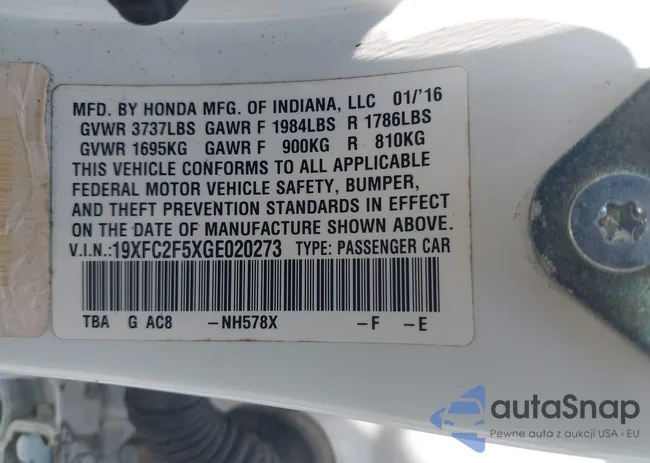 MFD. BY HONDA MFG. OF INDIANA, LLC 01/'16
GVWR 3737LBS GAWR F 1984LBS R 1786LBS
GVWR 1695KG GAWR F 900KG R 810KG
THIS VEHICLE CONFORMS TO ALL APPLICABLE
FEDERAL MOTOR VEHICLE SAFETY, BUMPER,
AND THEFT PREVENTION STANDARDS IN EFFECT
ON THE DATE OF MANUFACTURE SHOWN ABOVE.
V.I.N.:19XFC2F5XGE020273 TYPE: PASSENGER CAR
TBA G AC8 -NH578X -F -E
autoSnap
Pewne auta z aukcji USA i EU